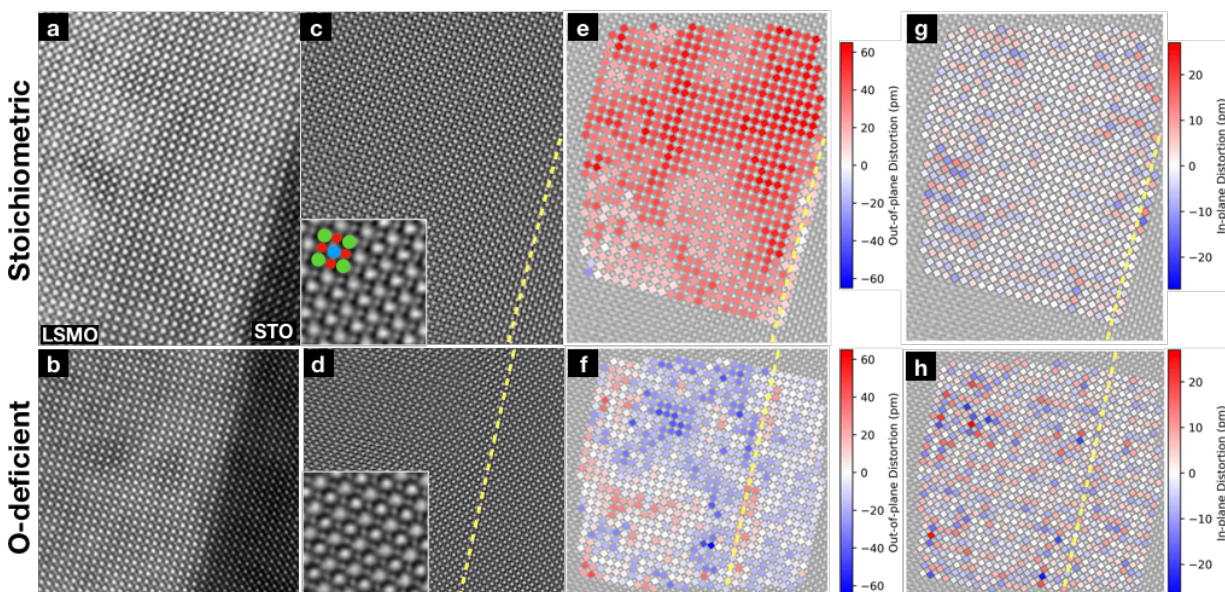 Stoichiometric
O-deficient
a
LSMO
STO
c
e
60
40
20
0
−20
−40
−60
Out-of-plane Distortion (pm)
g
20
10
0
−10
−20
In-plane Distortion (pm)
b
d
f
60
40
20
0
−20
−40
−60
Out-of-plane Distortion (pm)
h
20
10
0
−10
−20
In-plane Distortion (pm)